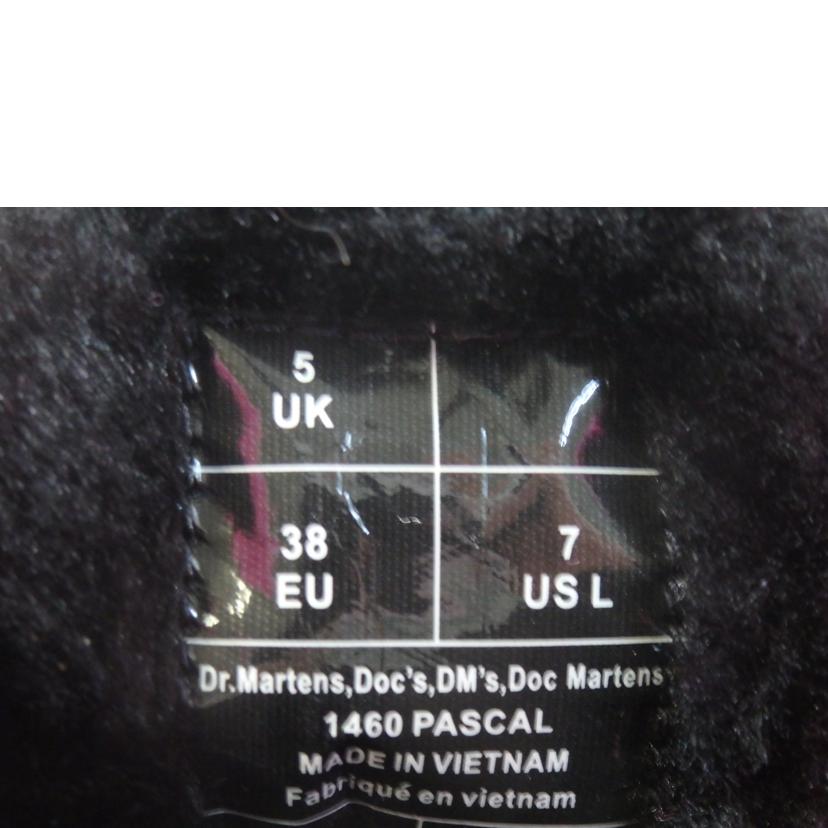 5
UK
38
EU
7
US L
Dr.Martens,Doc's,DM's,Doc Martens
1460 PASCAL
MADE IN VIETNAM
Fabriqué en vietnam